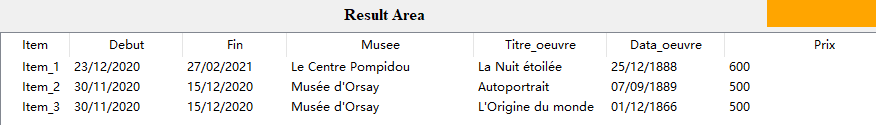 Result Area
Item Debut Fin Musee Titre_oeuvre Data_oeuvre Prix
Item_1 23/12/2020 27/02/2021 Le Centre Pompidou La Nuit étoilée 25/12/1888 600
Item_2 30/11/2020 15/12/2020 Musée d'Orsay Autoportrait 07/09/1889 500
Item_3 30/11/2020 15/12/2020 Musée d'Orsay L'Origine du monde 01/12/1866 500